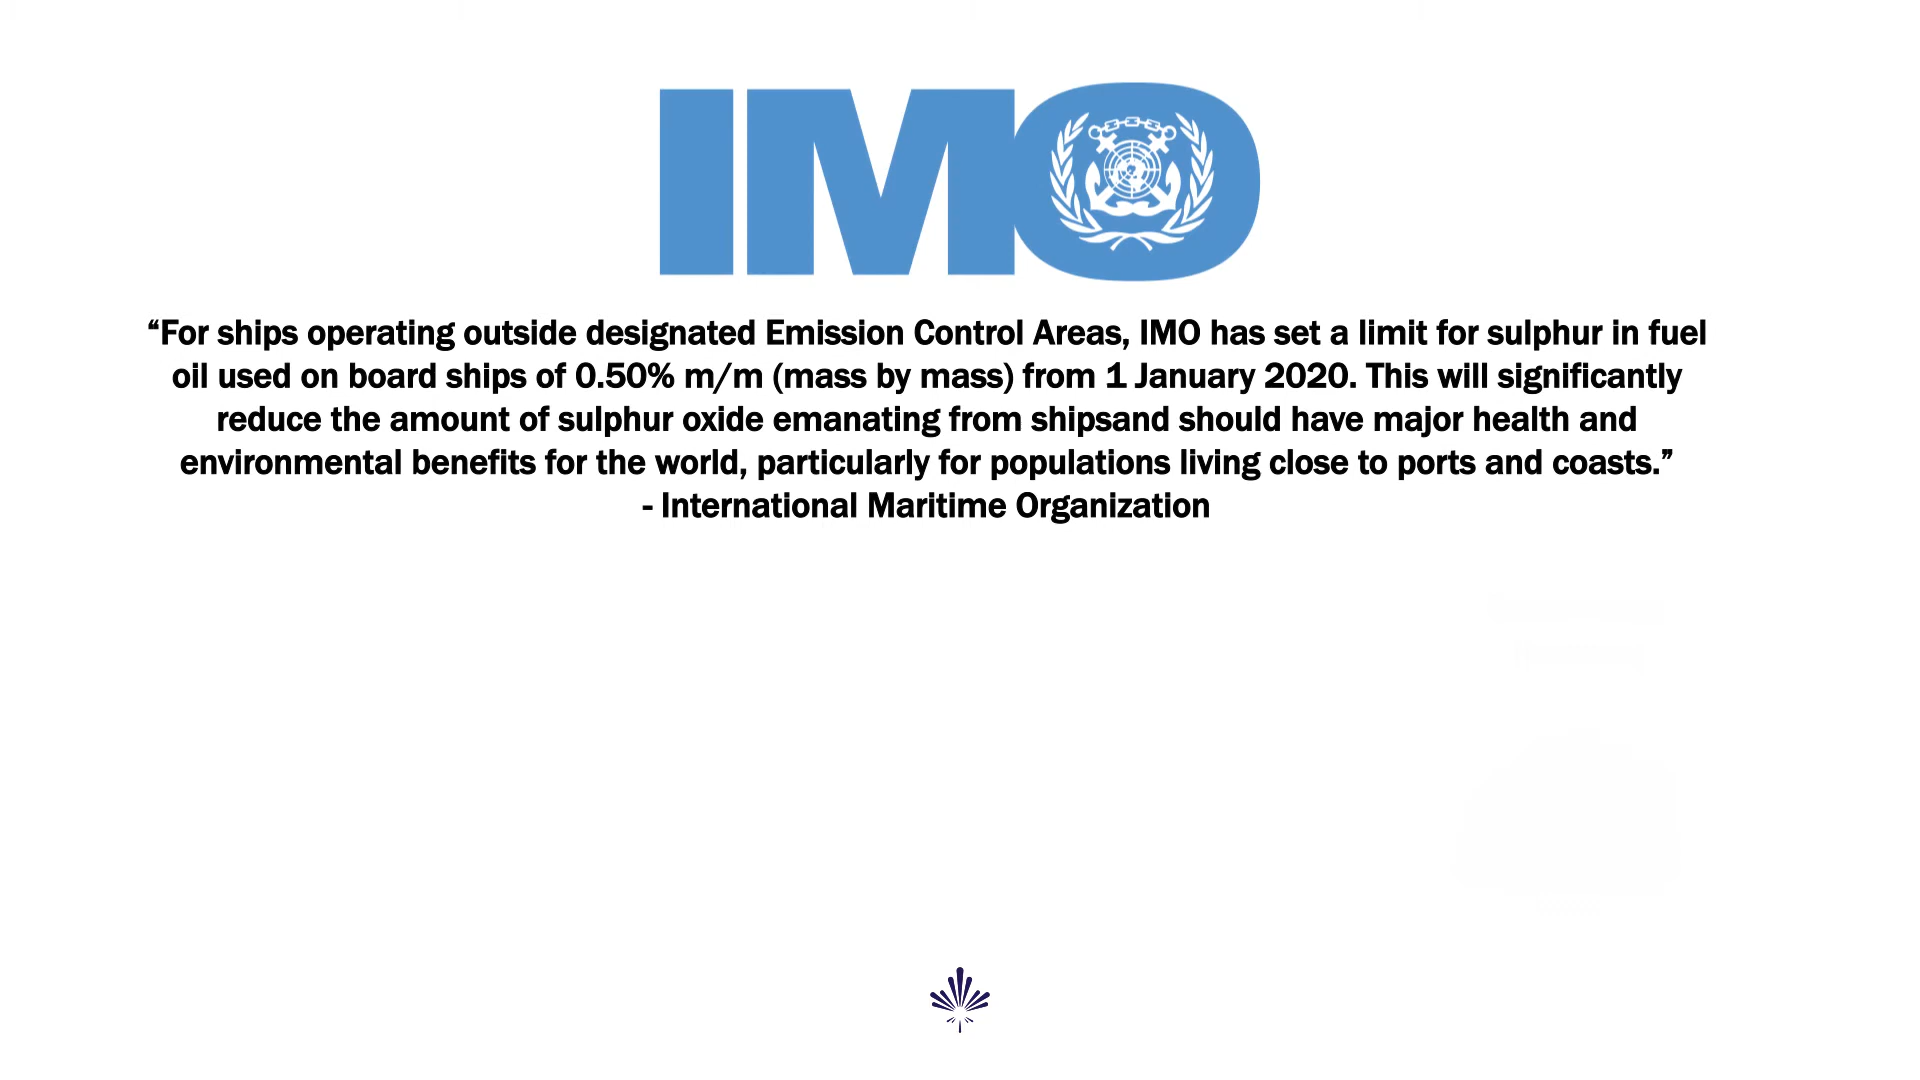 IMO
“For ships operating outside designated Emission Control Areas, IMO has set a limit for sulphur in fuel
oil used on board ships of 0.50% m/m (mass by mass) from 1 January 2020. This will significantly
reduce the amount of sulphur oxide emanating from shipsand should have major health and
environmental benefits for the world, particularly for populations living close to ports and coasts.”
- International Maritime Organization